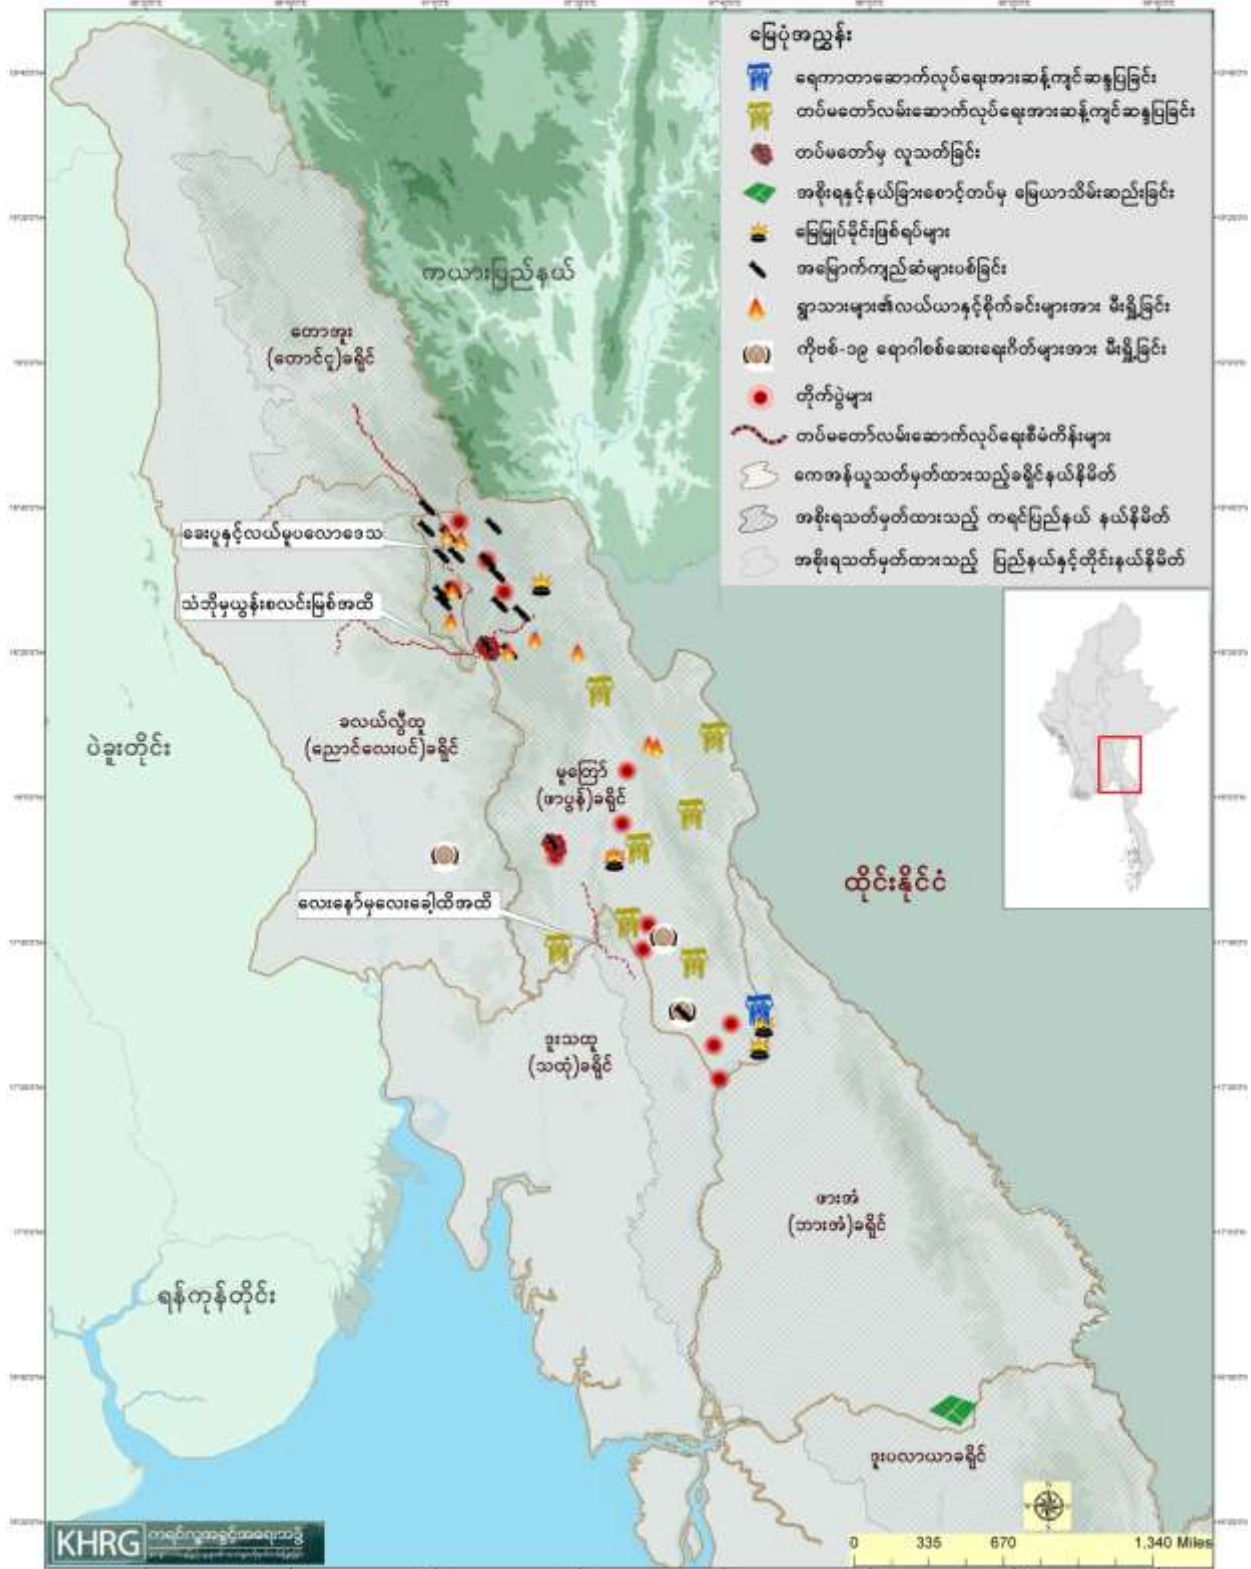 မြေပုံအညွှန်း
ရေကာတာဆောက်လုပ်ရေးအားဆန့်ကျင်ဆန္ဒပြခြင်း
တပ်မတော်လမ်းဆောက်လုပ်ရေးအားဆန့်ကျင်ဆန္ဒပြခြင်း
တပ်မတော်မှ လူသတ်ခြင်း
အစိုးရနှင့်နယ်ခြားစောင့်တပ်မှ မြေယာသိမ်းဆည်းခြင်း
မြေမြှုပ်မိုင်းဖြစ်ရပ်များ
အမြောက်ကျည်ဆံများပစ်ခြင်း
ရွာသားများ၏လယ်ယာနှင့်စိုက်ခင်းများအား မီးရှို့ခြင်း
ကိုဗစ်-၁၉ ရောဂါစစ်ဆေးရေးဂိတ်များအား မီးရှို့ခြင်း
တိုက်ပွဲများ
တပ်မတော်လမ်းဆောက်လုပ်ရေးစီမံကိန်းများ
ကေအန်ယူသတ်မှတ်ထားသည့်ခရိုင်နယ်နိမိတ်
အစိုးရသတ်မှတ်ထားသည့် ကရင်ပြည်နယ် နယ်နိမိတ်
အစိုးရသတ်မှတ်ထားသည့် ပြည်နယ်နှင့်တိုင်းနယ်နိမိတ်
ကယားပြည်နယ်
တောအူး
(တောင်ငူ)ခရိုင်
ခေးပူနှင့်လယ်မူပလောဒေသ
သံဘိုမှယွန်းစလင်းမြစ်အထိ
ခလယ်လွီထူ
(ညောင်လေးပင်)ခရိုင်
ပဲခူးတိုင်း
မူတြော်
(ဖာပွန်)ခရိုင်
ထိုင်းနိုင်ငံ
လေးနော်မှလေးခေါ်ထိအထိ
ဒူးသထူ
(သထုံ)ခရိုင်
ဖားအံ
(ဘားအံ)ခရိုင်
ရန်ကုန်တိုင်း
ဒူးပလာယာခရိုင်
KHRG ကရင်လူ့အခွင့်အရေးအဖွဲ့
0 335 670 1,340 Miles